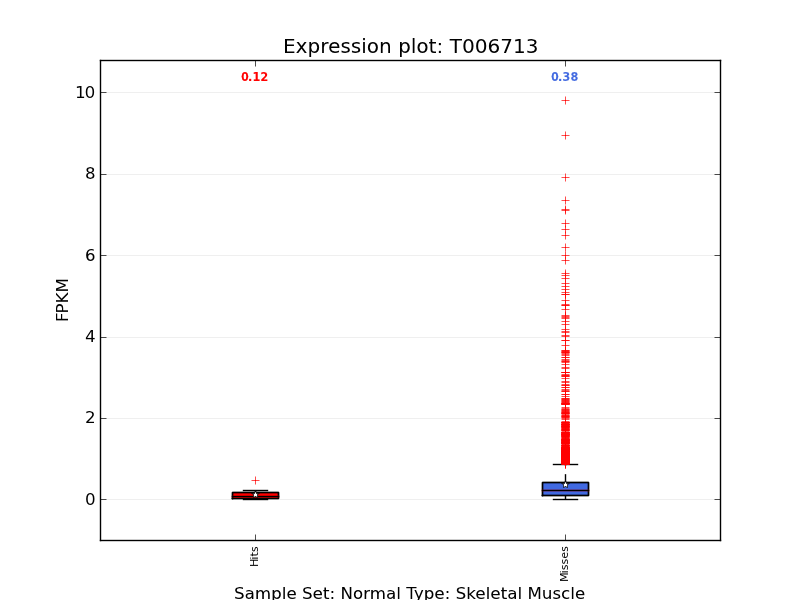 Expression plot: T006713
0.12
0.38
10
8
6
4
2
0
FPKM
Hits
Misses
Sample Set: Normal Type: Skeletal Muscle